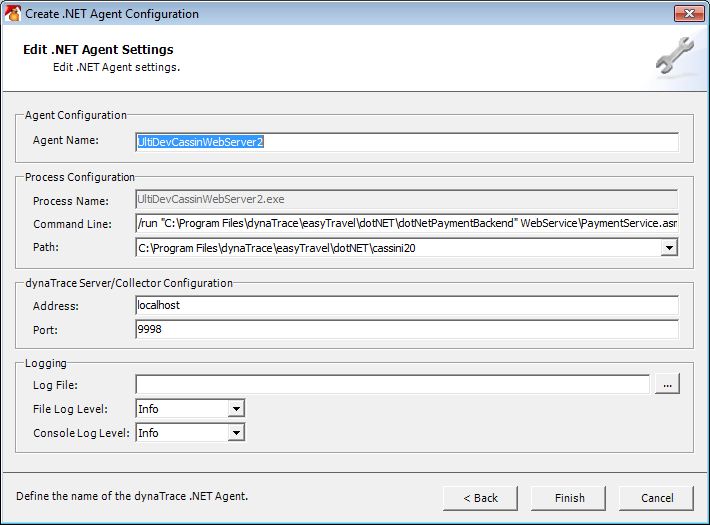 Create .NET Agent Configuration
Edit .NET Agent Settings
Edit .NET Agent settings.
Agent Configuration
Agent Name: UltiDevCassinWebServer2
Process Configuration
Process Name: UltiDevCassinWebServer2.exe
Command Line: /run "C:\Program Files\dynaTrace\easyTravel\dotNET\dotNetPaymentBackend" WebService\PaymentService.asm
Path: C:\Program Files\dynaTrace\easyTravel\dotNET\cassini20
dynaTrace Server/Collector Configuration
Address: localhost
Port: 9998
Logging
Log File: ...
File Log Level: Info
Console Log Level: Info
Define the name of the dynaTrace .NET Agent. < Back Finish Cancel